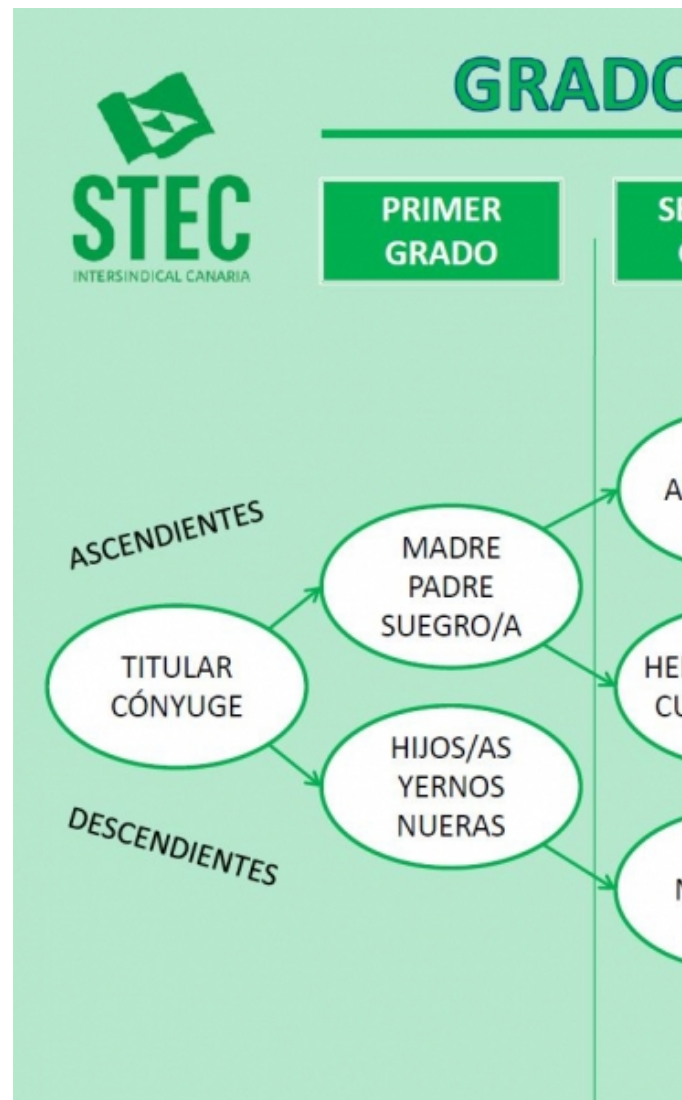 GRADO
STEC
INTERSINDICAL CANARIA
PRIMER
GRADO
ASCENDIENTES
MADRE
PADRE
SUEGRO/A
TITULAR
CÓNYUGE
HIJOS/AS
YERNOS
NUERAS
DESCENDIENTES